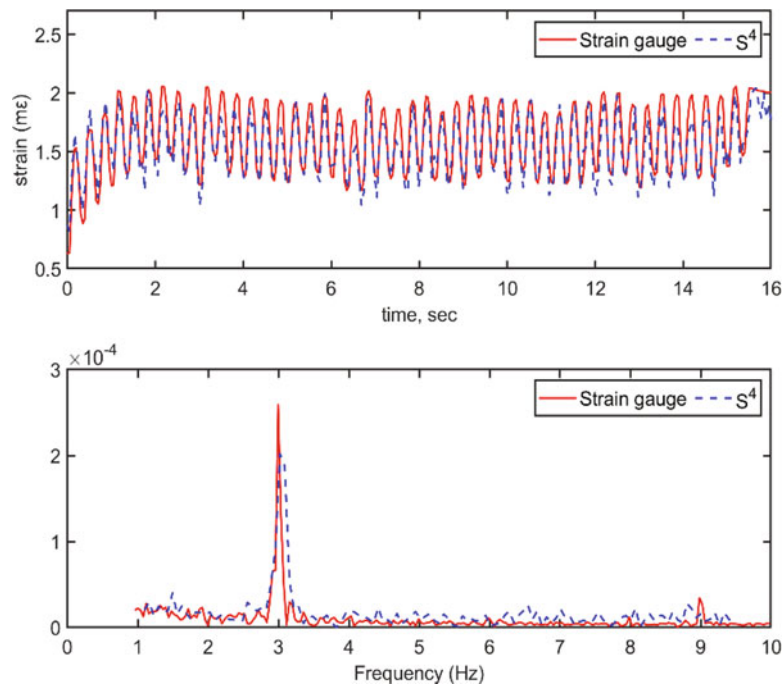 2.5
2
1.5
1
0.5
strain (mε)
Strain gauge
S⁴
0 2 4 6 8 10 12 14 16
time, sec
×10⁻⁴
3
2
1
0
Strain gauge
S⁴
0 1 2 3 4 5 6 7 8 9 10
Frequency (Hz)